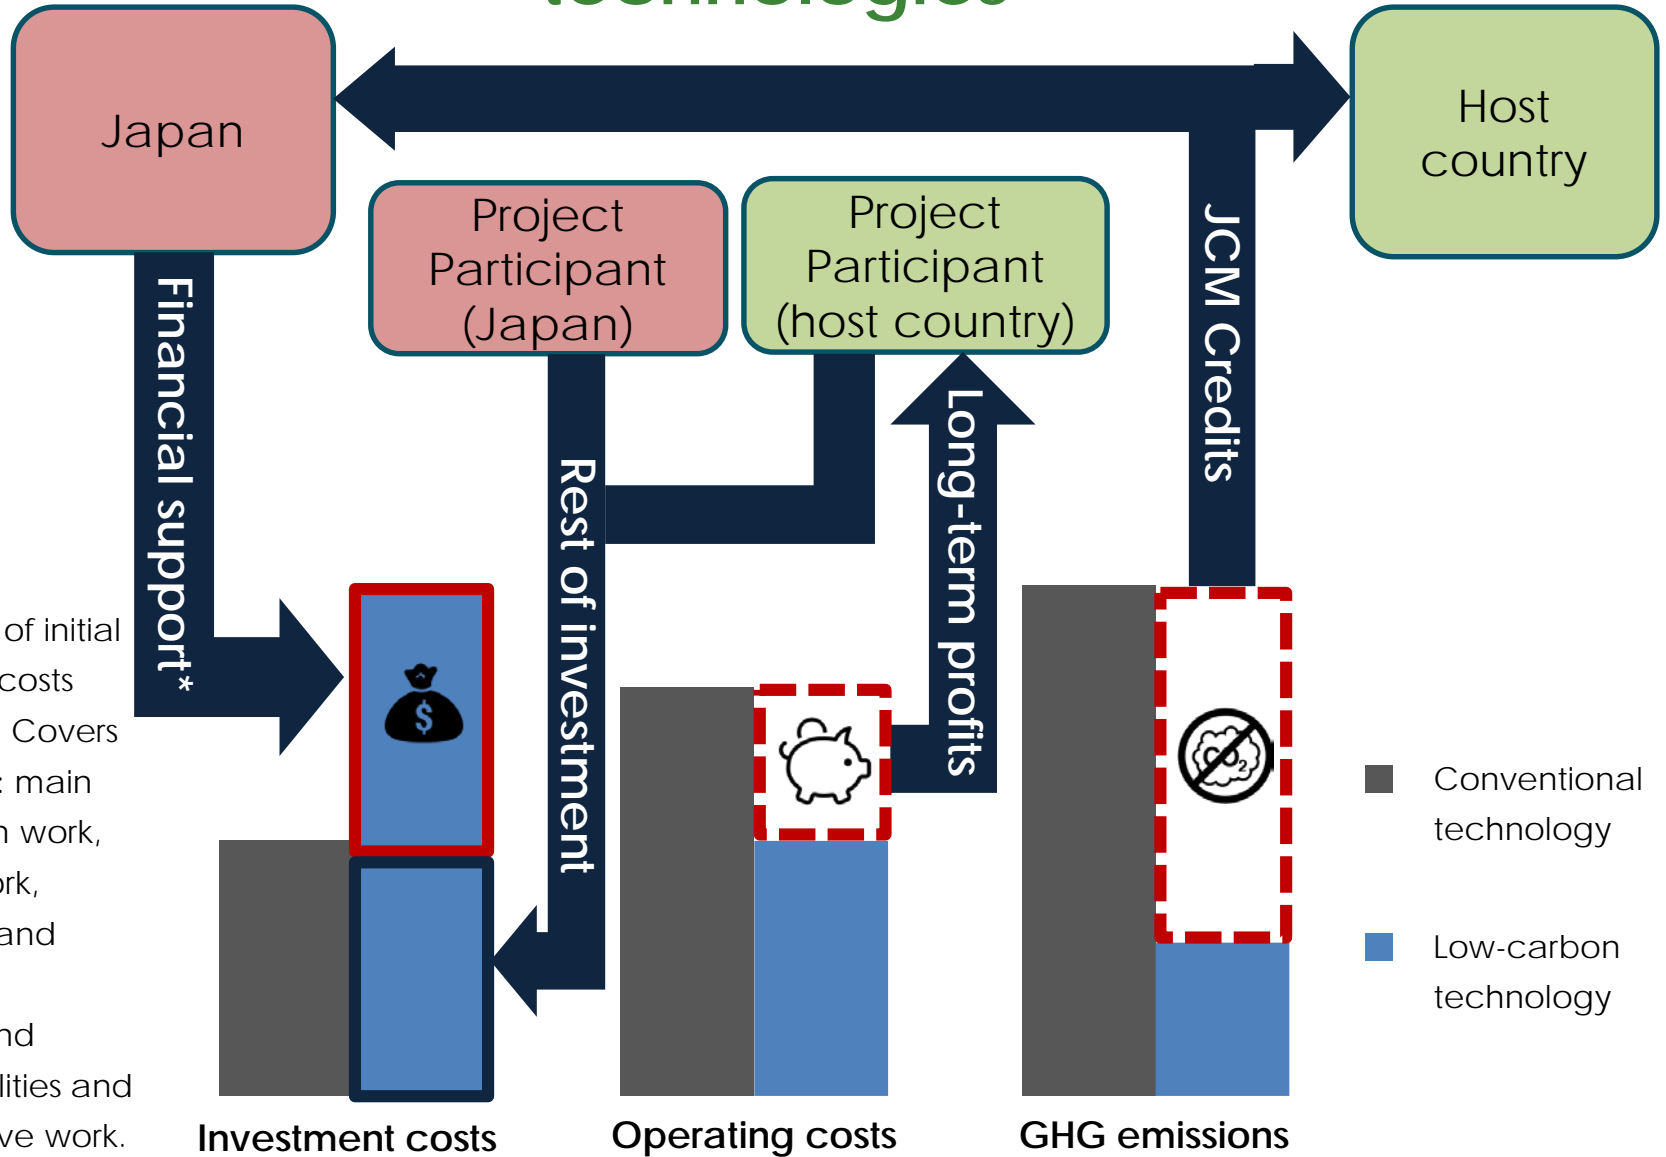 technologies
Japan
Host
country
Project
Participant
(Japan)
Project
Participant
(host country)
Financial support*
Rest of investment
Long-term profits
JCM Credits
of initial
costs
Covers
: main
work,
and
lities and
ve work.
$
CO2
Conventional
technology
Low-carbon
technology
Investment costs
Operating costs
GHG emissions